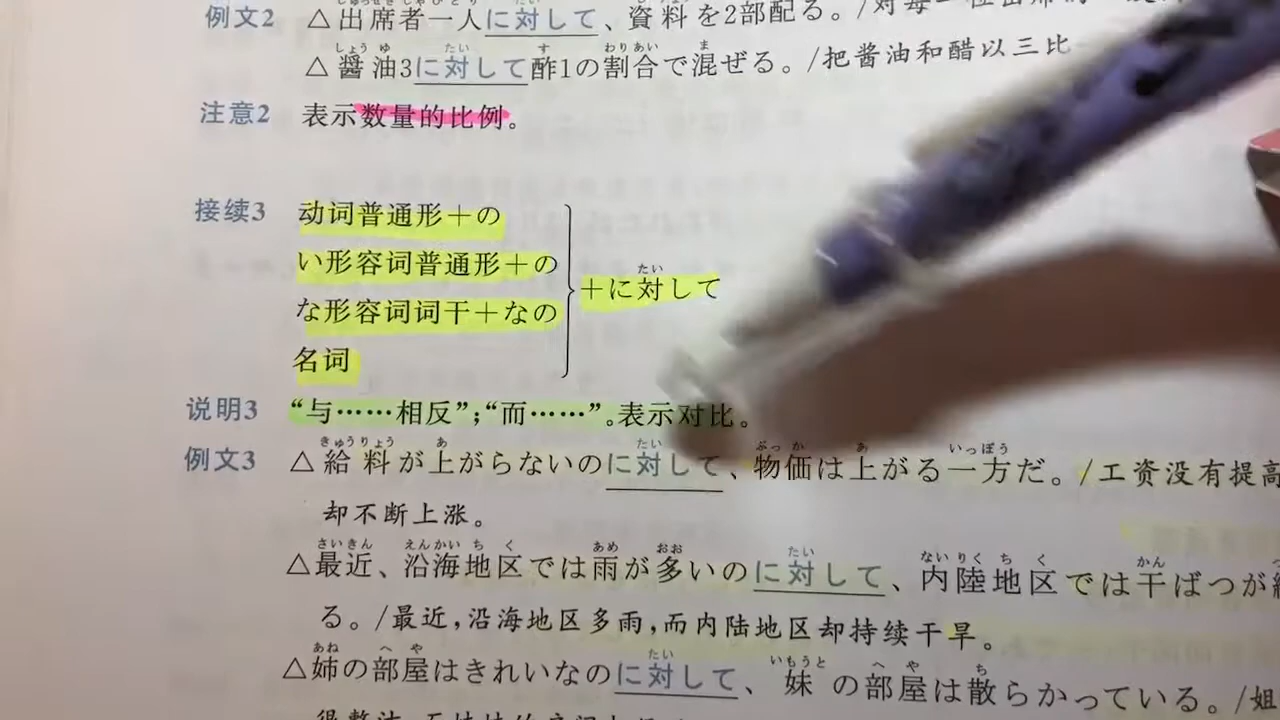 例文2 △出席者一人に対して、資料を2部配る。/对每一位出席
△醤油3に対して酢1の割合で混ぜる。/把酱油和醋以三比一
注意2 表示数量的比例。
接续3 动词普通形＋の
い形容词普通形＋の
な形容词词干＋なの
名词
＋に対して
说明3 “与……相反”;“而……”。表示对比。
例文3 △給料が上がらないのに対して、物価は上がる一方だ。/工资没有提高
却不断上涨。
△最近、沿海地区では雨が多いのに対して、内陸地区では干ばつが
る。/最近,沿海地区多雨,而内陆地区却持续干旱。
△姉の部屋はきれいなのに対して、妹の部屋は散らかっている。/姐